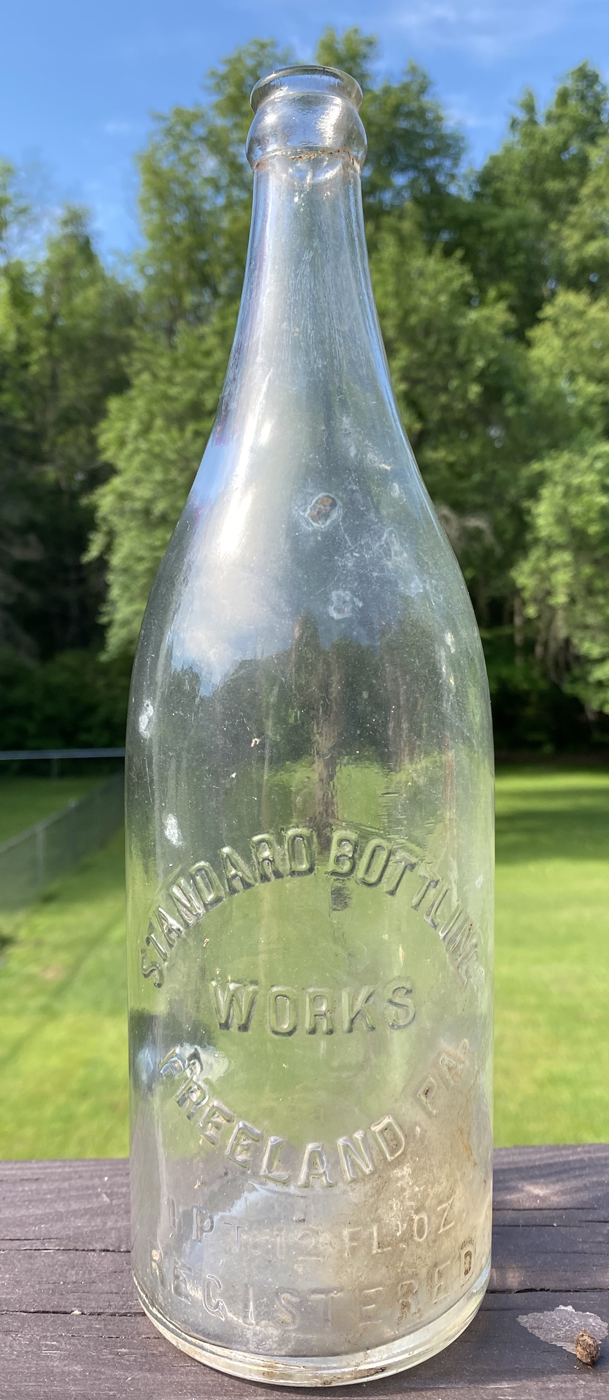 STANDARD BOTTLING
WORKS
FREELAND, PA.
1 PT. 12 FL. OZ.
REGISTERED